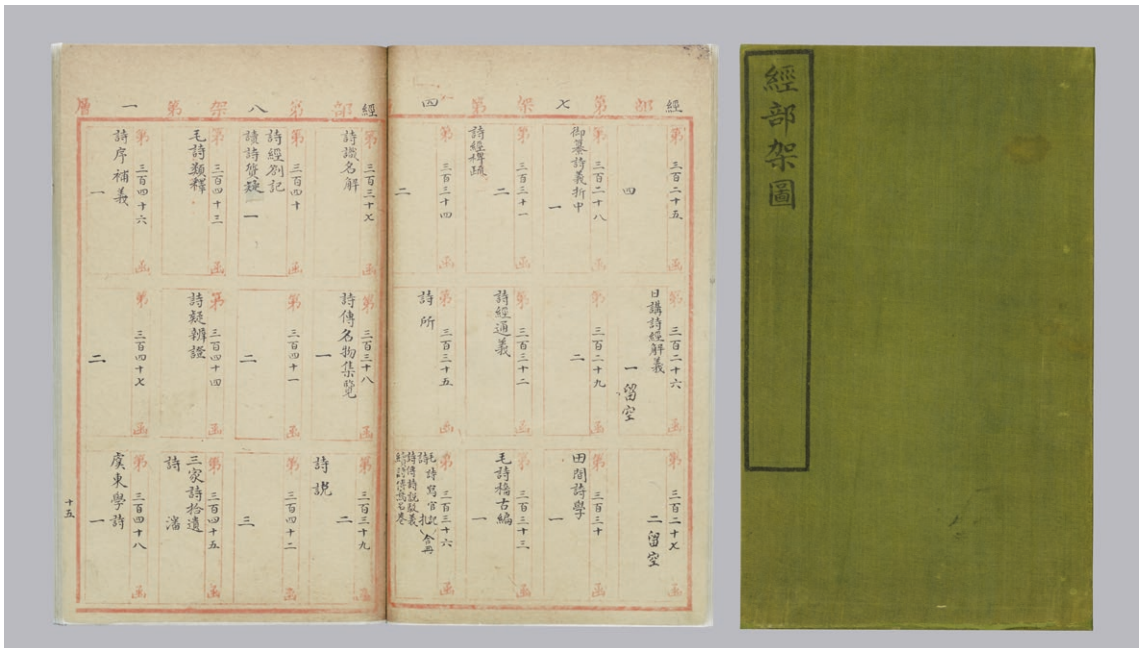 經部架圖
經部第七架第四層
第三百二十五函
四
第三百二十六函
日講詩經解義
一留空
第三百二十七函
二留空
第三百二十八函
御纂詩義折中
一
第三百二十九函
二
第三百三十函
田間詩學
一
第三百三十一函
詩經稗疏
二
第三百三十二函
詩經通義
第三百三十三函
毛詩稽古編
一
第三百三十四函
二
第三百三十五函
詩所
第三百三十六函
毛詩寫官記
詩札合冊
詩傳詩說駁義
經部第八架第一層
第三百三十七函
詩識名解
第三百三十八函
詩傳名物集覽
一
第三百三十九函
二
詩說
第三百四十函
詩經劄記
讀詩質疑
一
第三百四十一函
二
第三百四十二函
三
第三百四十三函
毛詩類釋
第三百四十四函
詩疑辨證
第三百四十五函
三家詩拾遺
詩瀋
第三百四十六函
詩序補義
一
第三百四十七函
二
第三百四十八函
虞東學詩
一
十五